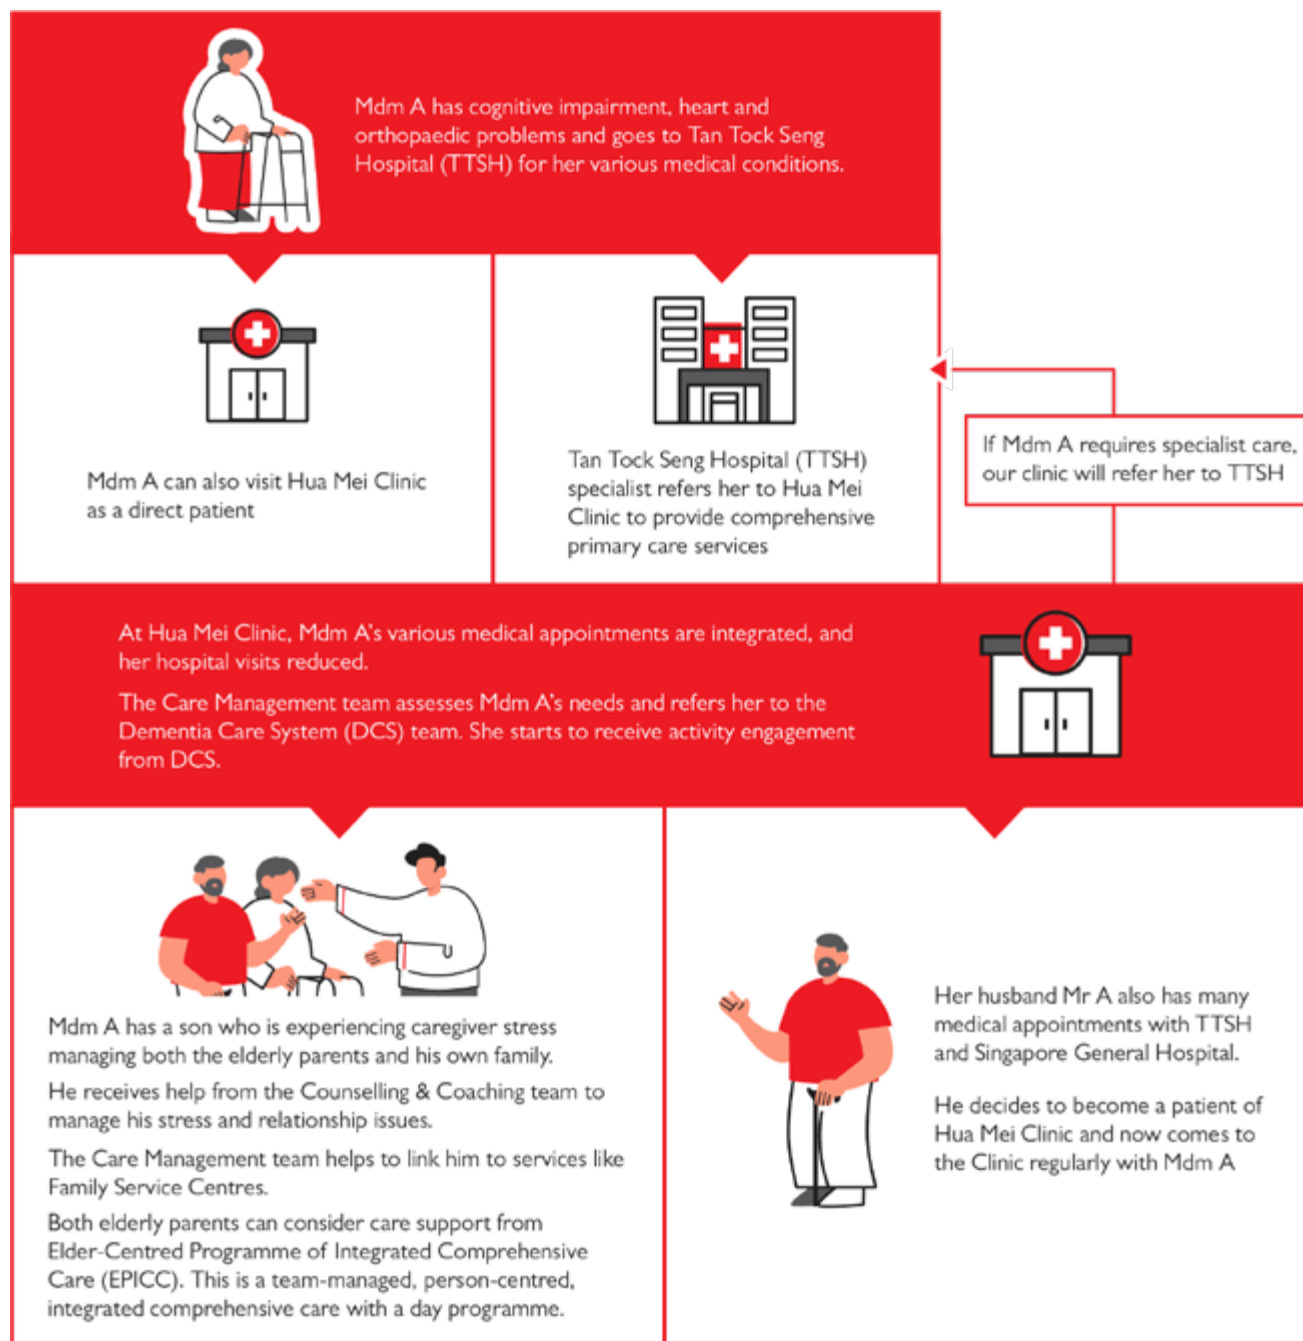 Mdm A has cognitive impairment, heart and
orthopaedic problems and goes to Tan Tock Seng
Hospital (TTSH) for her various medical conditions.
Mdm A can also visit Hua Mei Clinic
as a direct patient
Tan Tock Seng Hospital (TTSH)
specialist refers her to Hua Mei
Clinic to provide comprehensive
primary care services
If Mdm A requires specialist care,
our clinic will refer her to TTSH
At Hua Mei Clinic, Mdm A's various medical appointments are integrated, and
her hospital visits reduced.
The Care Management team assesses Mdm A's needs and refers her to the
Dementia Care System (DCS) team. She starts to receive activity engagement
from DCS.
Mdm A has a son who is experiencing caregiver stress
managing both the elderly parents and his own family.
He receives help from the Counselling & Coaching team to
manage his stress and relationship issues.
The Care Management team helps to link him to services like
Family Service Centres.
Both elderly parents can consider care support from
Elder-Centred Programme of Integrated Comprehensive
Care (EPICC). This is a team-managed, person-centred,
integrated comprehensive care with a day programme.
Her husband Mr A also has many
medical appointments with TTSH
and Singapore General Hospital.
He decides to become a patient of
Hua Mei Clinic and now comes to
the Clinic regularly with Mdm A